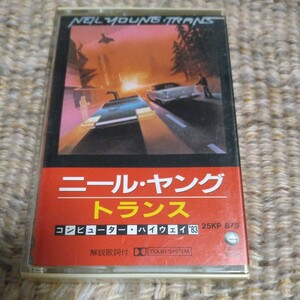 NEIL YOUNG TRANS
ニール・ヤング
トランス
コンピューター・ハイウェイ'83 25KP 879
解説歌詞付 DOLBY SYSTEM